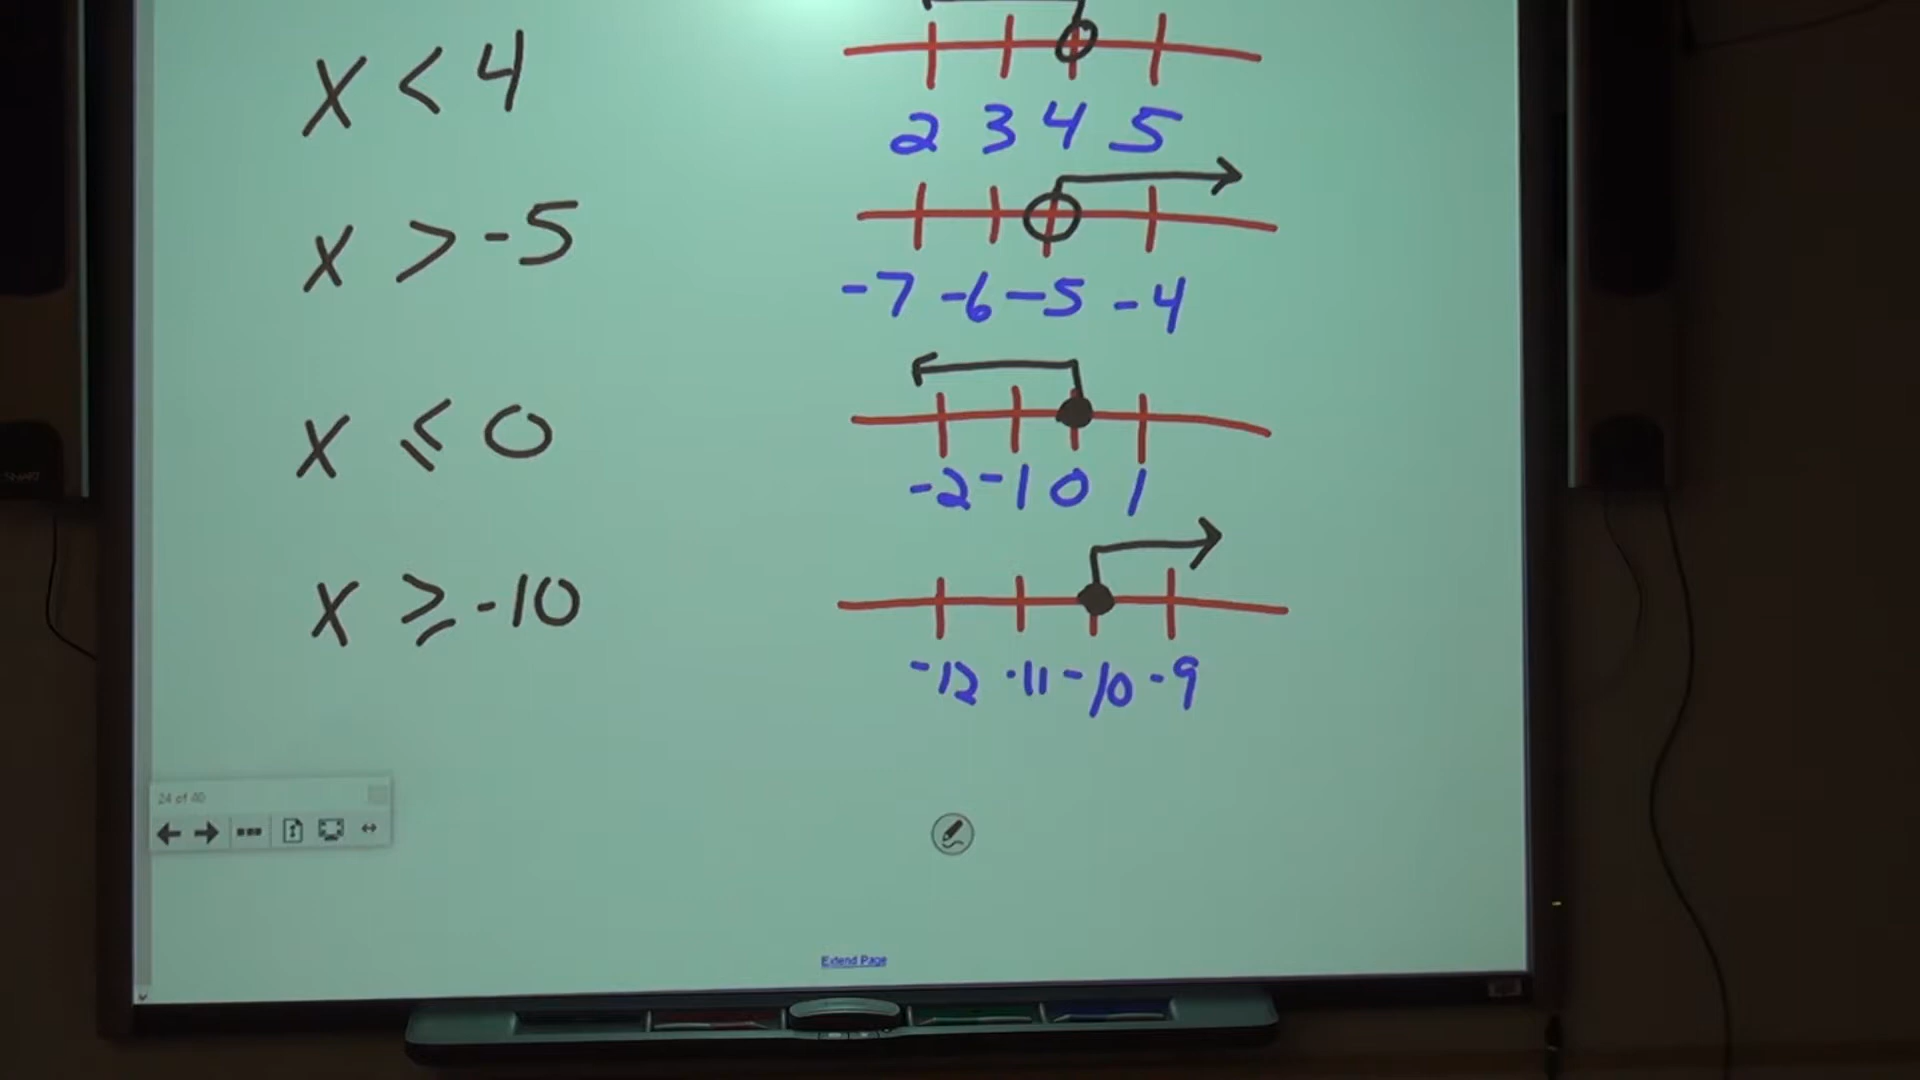 x < 4
2 3 4 5
x > -5
-7 -6 -5 -4
x ≤ 0
-2 -1 0 1
x ≥ -10
-12 -11 -10 -9
24 of 40
Extend Page
SMART